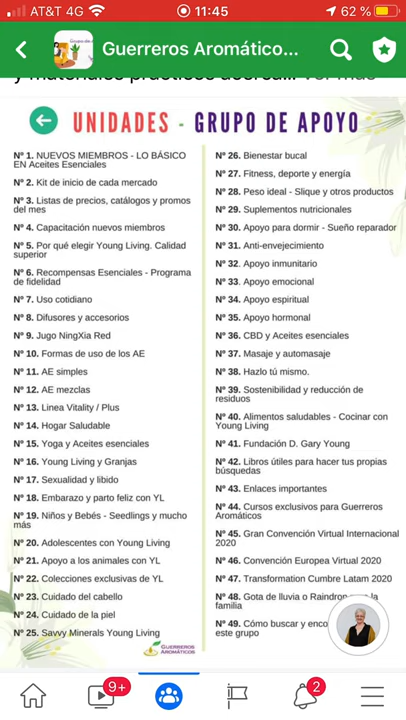 AT&T 4G
11:45
62 %
Guerreros Aromático...
Ver más
UNIDADES - GRUPO DE APOYO
Nº 1. NUEVOS MIEMBROS - LO BÁSICO
EN Aceites Esenciales
Nº 2. Kit de inicio de cada mercado
Nº 3. Listas de precios, catálogos y promos
del mes
Nº 4. Capacitación nuevos miembros
Nº 5. Por qué elegir Young Living. Calidad
superior
Nº 6. Recompensas Esenciales - Programa
de fidelidad
Nº 7. Uso cotidiano
Nº 8. Difusores y accesorios
Nº 9. Jugo NingXia Red
Nº 10. Formas de uso de los AE
Nº 11. AE simples
Nº 12. AE mezclas
Nº 13. Linea Vitality / Plus
Nº 14. Hogar Saludable
Nº 15. Yoga y Aceites esenciales
Nº 16. Young Living y Granjas
Nº 17. Sexualidad y libido
Nº 18. Embarazo y parto feliz con YL
Nº 19. Niños y Bebés - Seedlings y mucho
más
Nº 20. Adolescentes con Young Living
Nº 21. Apoyo a los animales con YL
Nº 22. Colecciones exclusivas de YL
Nº 23. Cuidado del cabello
Nº 24. Cuidado de la piel
Nº 25. Savvy Minerals Young Living
Nº 26. Bienestar bucal
Nº 27. Fitness, deporte y energía
Nº 28. Peso ideal - Slique y otros productos
Nº 29. Suplementos nutricionales
Nº 30. Apoyo para dormir - Sueño reparador
Nº 31. Anti-envejecimiento
Nº 32. Apoyo inmunitario
Nº 33. Apoyo emocional
Nº 34. Apoyo espiritual
Nº 35. Apoyo hormonal
Nº 36. CBD y Aceites esenciales
Nº 37. Masaje y automasaje
Nº 38. Hazlo tú mismo.
Nº 39. Sostenibilidad y reducción de
residuos
Nº 40. Alimentos saludables - Cocinar con
Young Living
Nº 41. Fundación D. Gary Young
Nº 42. Libros útiles para hacer tus propias
búsquedas
Nº 43. Enlaces importantes
Nº 44. Cursos exclusivos para Guerreros
Aromáticos
Nº 45. Gran Convención Virtual Internacional
2020
Nº 46. Convención Europea Virtual 2020
Nº 47. Transformation Cumbre Latam 2020
Nº 48. Gota de lluvia o Raindrop la
familia
Nº 49. Cómo buscar y enco
este grupo
GUERREROS
AROMÁTICOS
9+
2